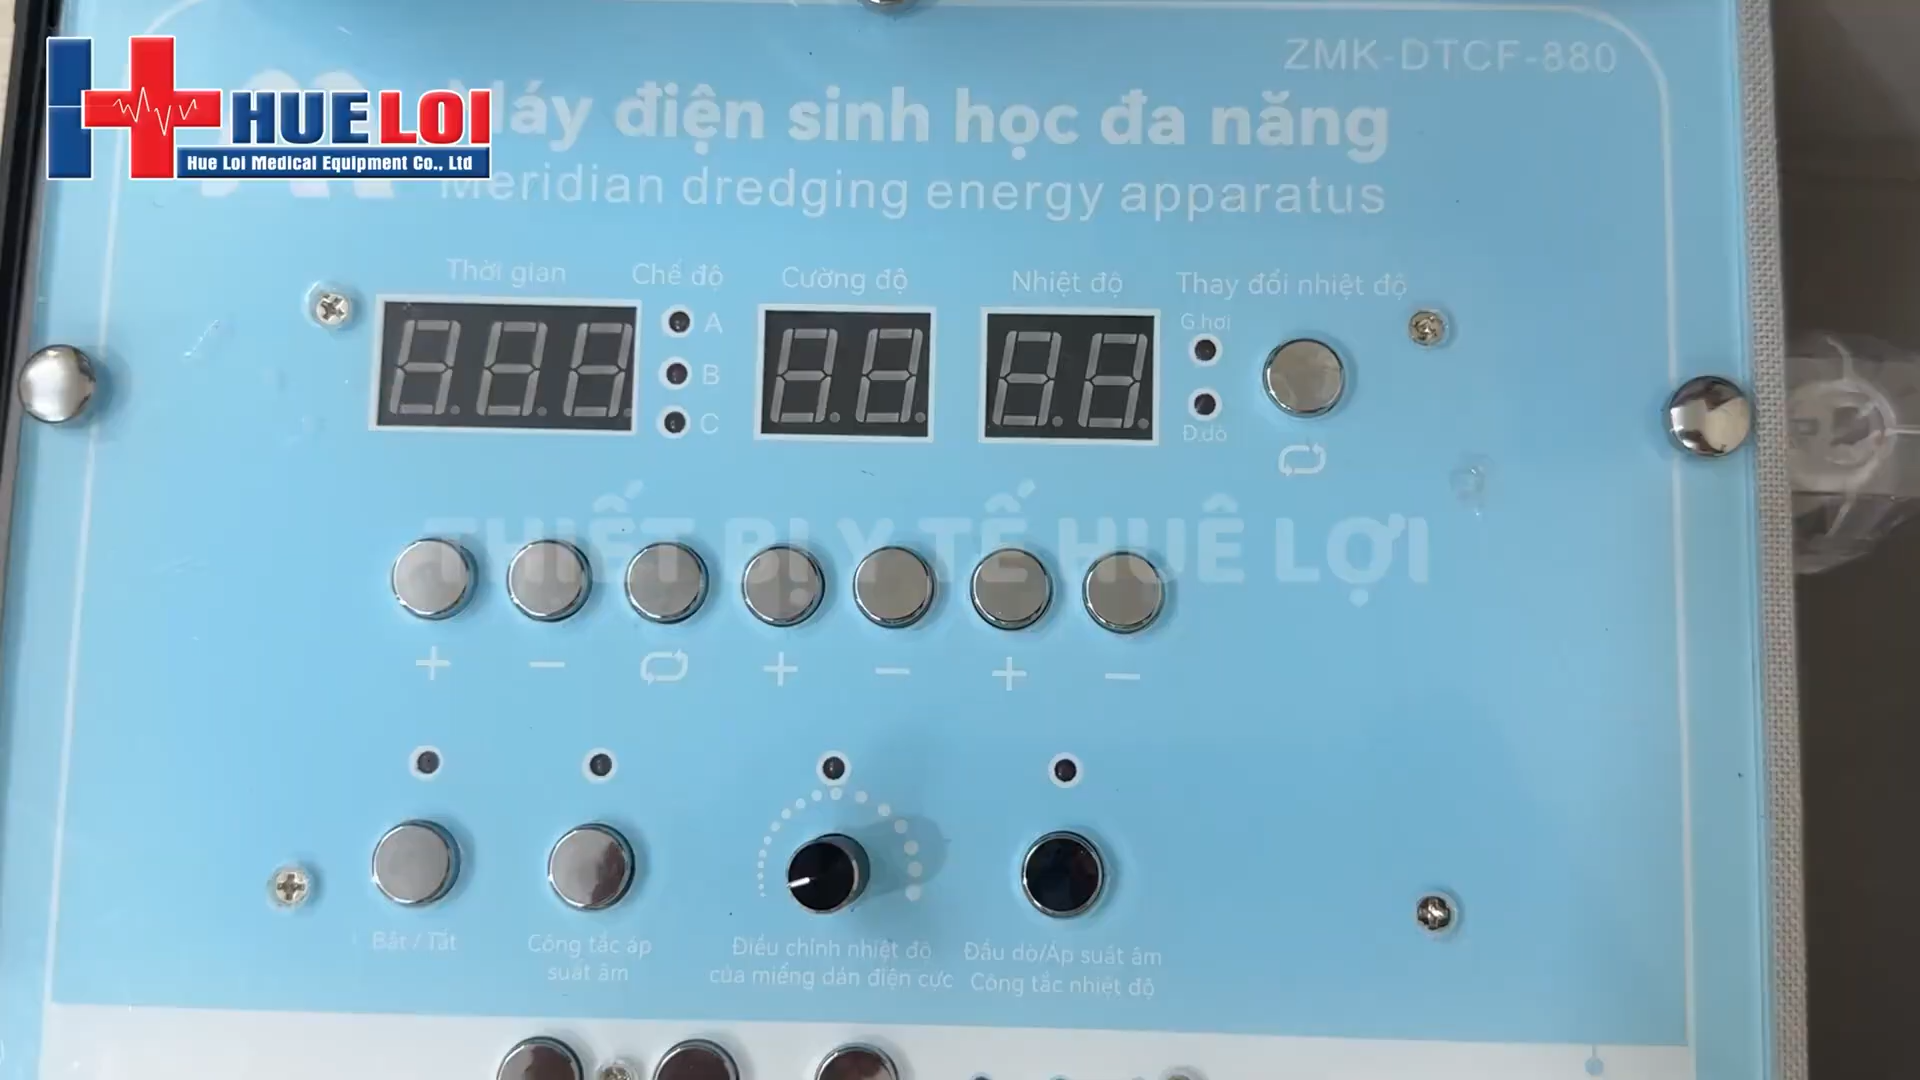 ZMK-DTCF-880
HUE LOI
Hue Loi Medical Equipment Co., Ltd
Máy điện sinh học đa năng
Meridian dredging energy apparatus
Thời gian
Chế độ
Cường độ
Nhiệt độ
Thay đổi nhiệt độ
A
B
C
G.hơi
Đ.dò
THIẾT BỊ Y TẾ HUÊ LỢI
+ − + − + −
Bật / Tắt
Công tắc áp
suất âm
Điều chỉnh nhiệt độ
của miếng dán điện cực
Đầu dò/Áp suất âm
Công tắc nhiệt độ